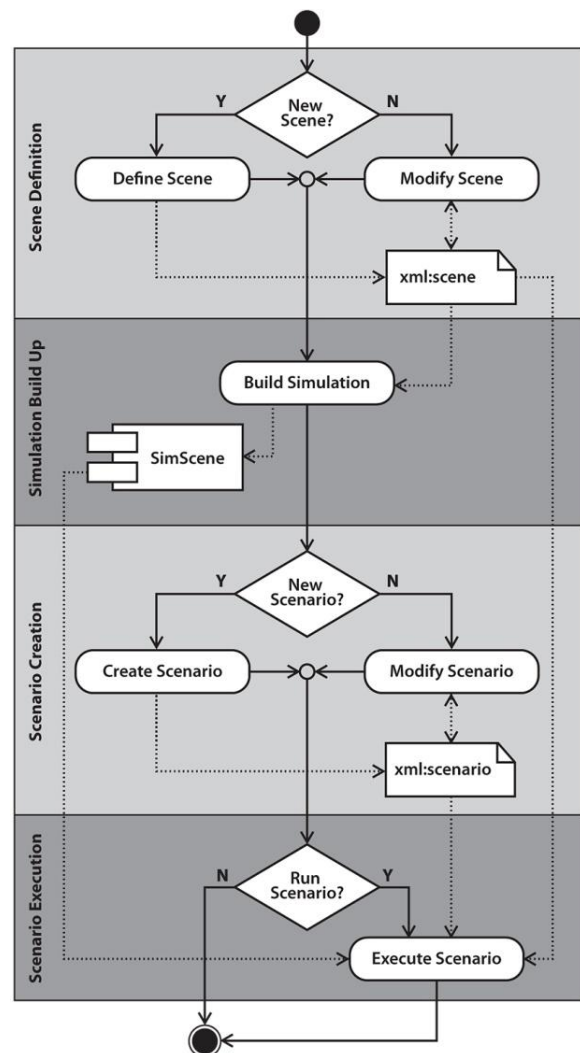 Scene Definition
New
Scene?
Y
N
Define Scene
Modify Scene
xml:scene
Simulation Build Up
Build Simulation
SimScene
Scenario Creation
New
Scenario?
Y
N
Create Scenario
Modify Scenario
xml:scenario
Scenario Execution
Run
Scenario?
N
Y
Execute Scenario